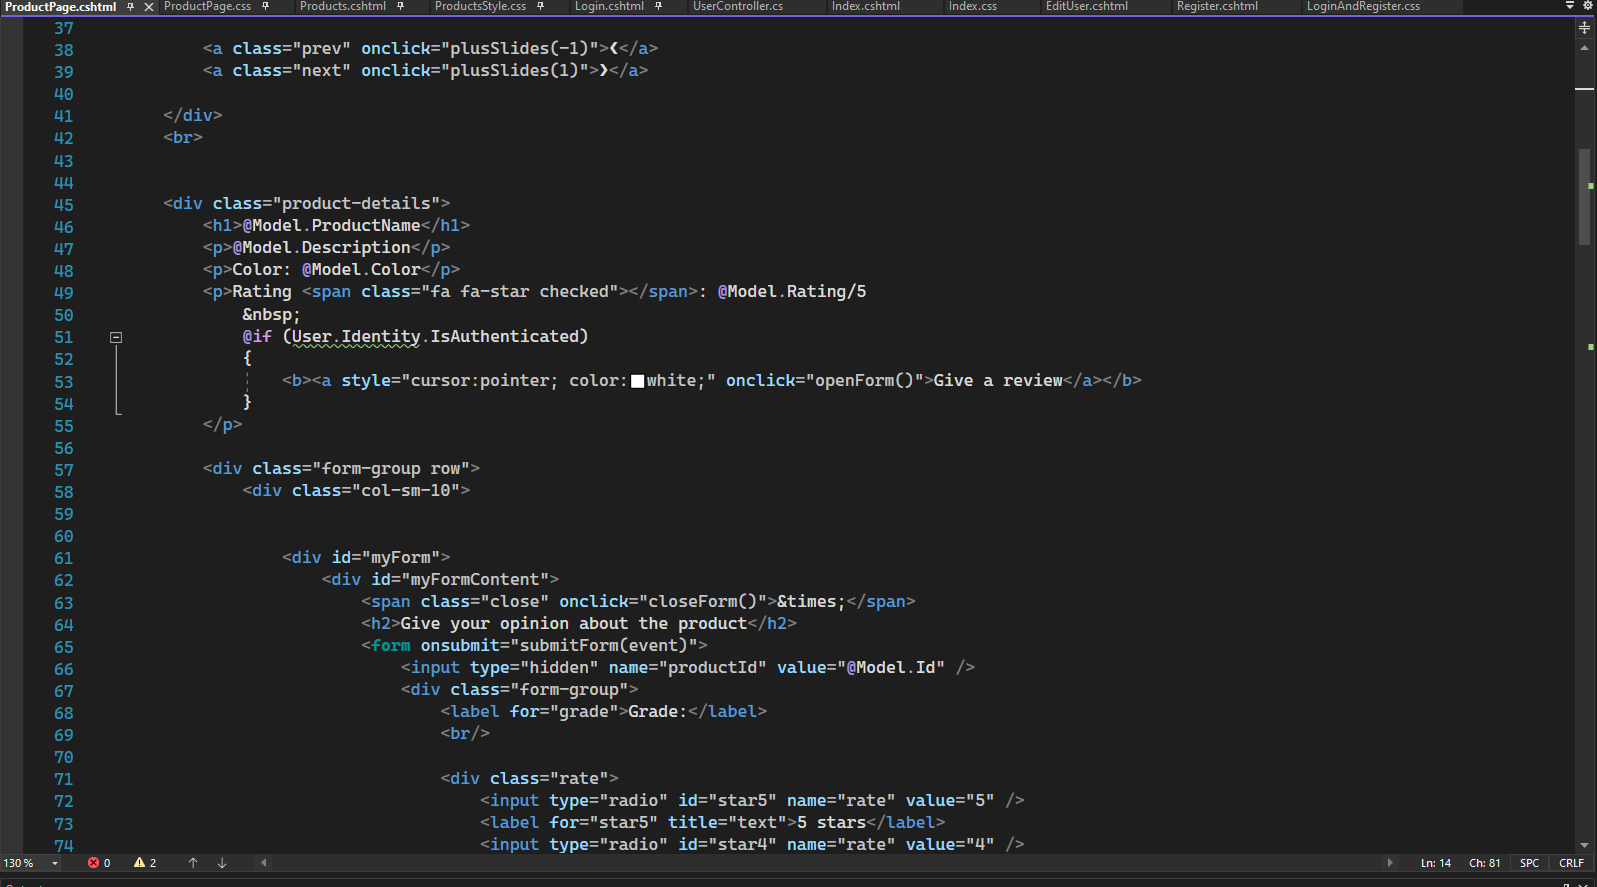 ProductPage.cshtml ProductPage.css Products.cshtml ProductsStyle.css Login.cshtml UserController.cs Index.cshtml Index.css EditUser.cshtml Register.cshtml LoginAndRegister.css
37
38 <a class="prev" onclick="plusSlides(-1)">❮</a>
39 <a class="next" onclick="plusSlides(1)">❯</a>
40
41 </div>
42 <br>
43
44
45 <div class="product-details">
46 <h1>@Model.ProductName</h1>
47 <p>@Model.Description</p>
48 <p>Color: @Model.Color</p>
49 <p>Rating <span class="fa fa-star checked"></span>: @Model.Rating/5
50 &nbsp;
51 @if (User.Identity.IsAuthenticated)
52 {
53 <b><a style="cursor:pointer; color:white;" onclick="openForm()">Give a review</a></b>
54 }
55 </p>
56
57 <div class="form-group row">
58 <div class="col-sm-10">
59
60
61 <div id="myForm">
62 <div id="myFormContent">
63 <span class="close" onclick="closeForm()">&times;</span>
64 <h2>Give your opinion about the product</h2>
65 <form onsubmit="submitForm(event)">
66 <input type="hidden" name="productId" value="@Model.Id" />
67 <div class="form-group">
68 <label for="grade">Grade:</label>
69 <br/>
70
71 <div class="rate">
72 <input type="radio" id="star5" name="rate" value="5" />
73 <label for="star5" title="text">5 stars</label>
74 <input type="radio" id="star4" name="rate" value="4" />
130 % 0 2 Ln: 14 Ch: 81 SPC CRLF